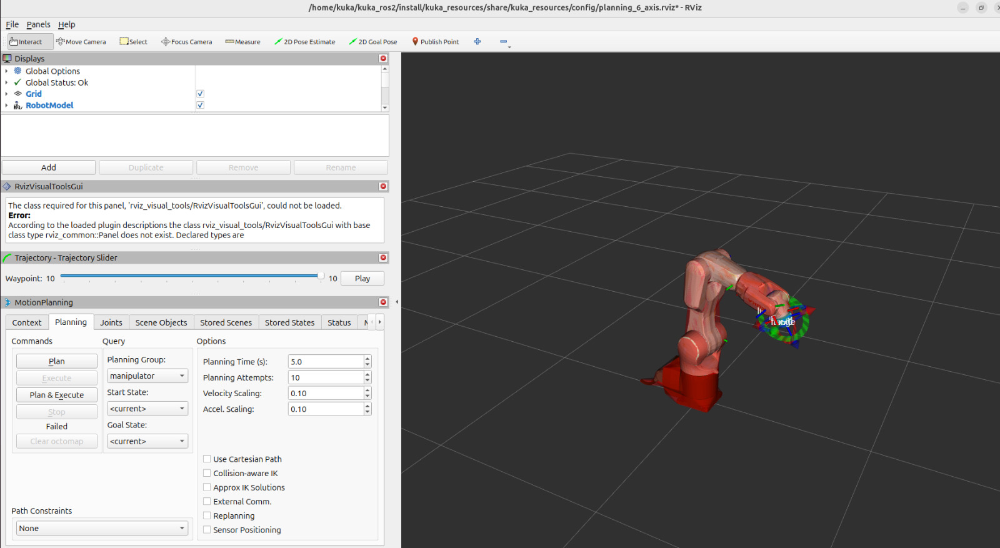 /home/kuka/kuka_ros2/install/kuka_resources/share/kuka_resources/config/planning_6_axis.rviz* - RViz
File Panels Help
Interact Move Camera Select Focus Camera Measure 2D Pose Estimate 2D Goal Pose Publish Point
Displays
Global Options
Global Status: Ok
Grid
RobotModel
Add Duplicate Remove Rename
RvizVisualToolsGui
The class required for this panel, 'rviz_visual_tools/RvizVisualToolsGui', could not be loaded.
Error:
According to the loaded plugin descriptions the class rviz_visual_tools/RvizVisualToolsGui with base
class type rviz_common::Panel does not exist. Declared types are
Trajectory - Trajectory Slider
Waypoint: 10 10 Play
MotionPlanning
Context Planning Joints Scene Objects Stored Scenes Stored States Status
Commands Query Options
Plan
Execute
Plan & Execute
Stop
Failed
Clear octomap
Planning Group:
manipulator
Start State:
<current>
Goal State:
<current>
Planning Time (s): 5.0
Planning Attempts: 10
Velocity Scaling: 0.10
Accel. Scaling: 0.10
Use Cartesian Path
Collision-aware IK
Approx IK Solutions
External Comm.
Replanning
Sensor Positioning
Path Constraints
None